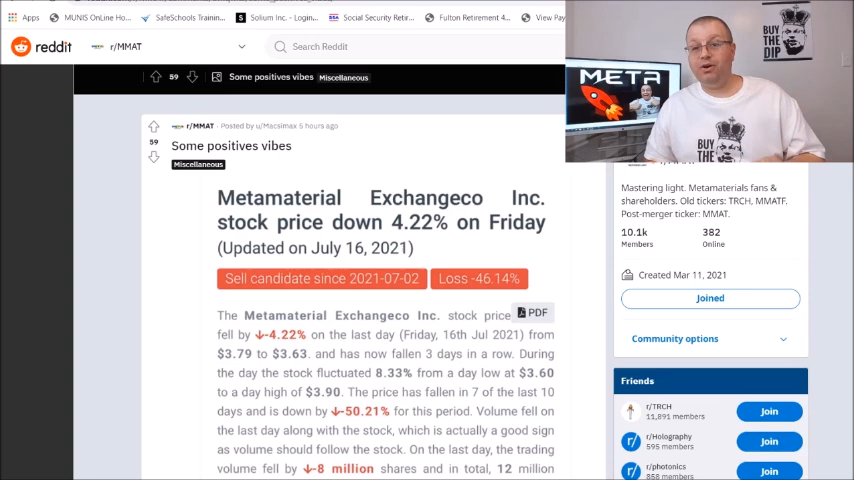 Apps
MUNIS OnLine Ho...
SafeSchools Trainin...
Solium Inc. - Login...
Social Security Retir...
Fulton Retirement 4...
View Pay
reddit
r/MMAT
Search Reddit
BUY
THE
DIP
META
BUY
THE
59
Some positives vibes
Miscellaneous
r/MMAT · Posted by u/Macsimax 5 hours ago
59
Some positives vibes
Miscellaneous
Metamaterial Exchangeco Inc.
stock price down 4.22% on Friday
(Updated on July 16, 2021)
Sell candidate since 2021-07-02
Loss -46.14%
PDF
The Metamaterial Exchangeco Inc. stock price
fell by -4.22% on the last day (Friday, 16th Jul 2021) from
$3.79 to $3.63. and has now fallen 3 days in a row. During
the day the stock fluctuated 8.33% from a day low at $3.60
to a day high of $3.90. The price has fallen in 7 of the last 10
days and is down by -50.21% for this period. Volume fell on
the last day along with the stock, which is actually a good sign
as volume should follow the stock. On the last day, the trading
volume fell by -8 million shares and in total, 12 million
Mastering light. Metamaterials fans &
shareholders. Old tickers: TRCH, MMATF.
Post-merger ticker: MMAT.
10.1k
Members
382
Online
Created Mar 11, 2021
Joined
Community options
Friends
r/TRCH
11,891 members
Join
r/Holography
595 members
Join
r/photonics
858 members
Join